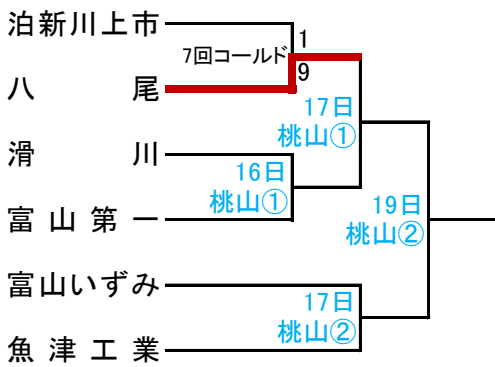 泊新川上市
1
7回コールド
9
八尾
17日
桃山①
滑川
16日
桃山①
富山第一
19日
桃山②
富山いずみ
17日
桃山②
魚津工業